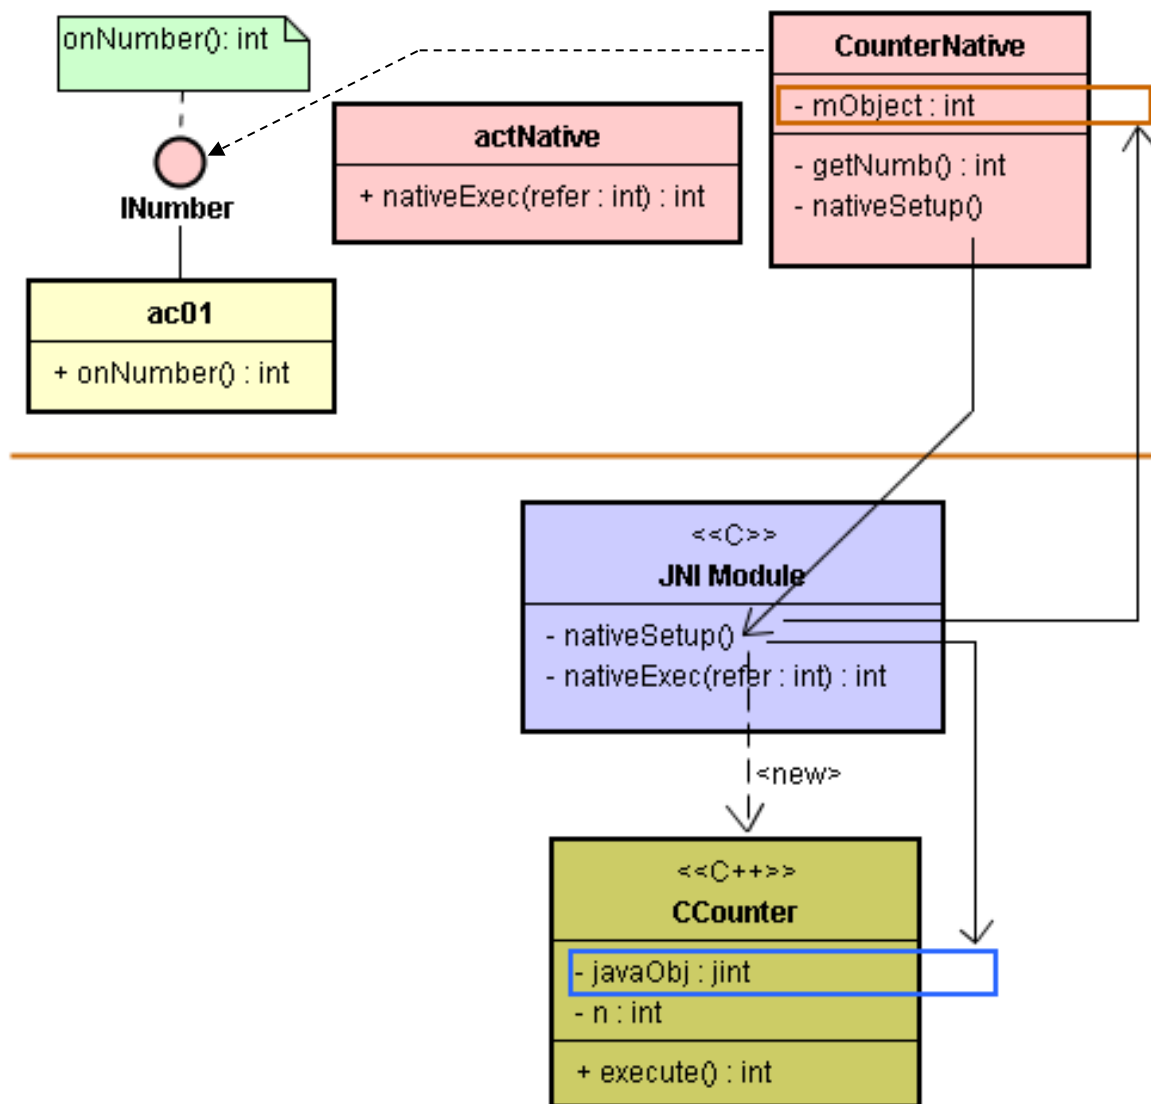 onNumber(): int
INumber
ac01
+ onNumber() : int
actNative
+ nativeExec(refer : int) : int
CounterNative
- mObject : int
- getNumb() : int
- nativeSetup()
<<C>>
JNI Module
- nativeSetup()
- nativeExec(refer : int) : int
<new>
<<C++>>
CCounter
- javaObj : jint
- n : int
+ execute() : int